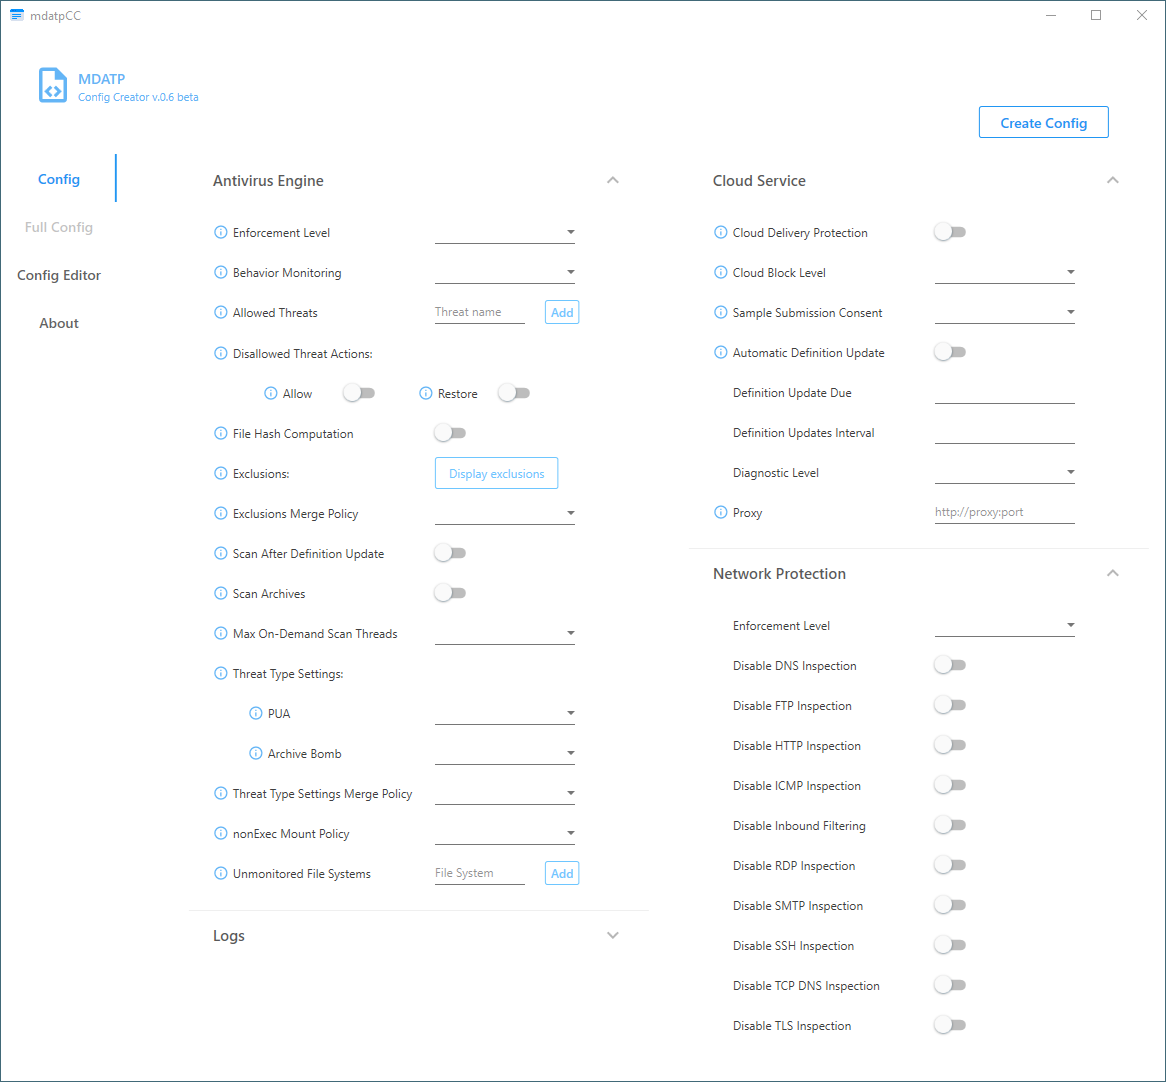 mdatpCC
MDATP
Config Creator v.0.6 beta
Create Config
Config
Full Config
Config Editor
About
Antivirus Engine
Enforcement Level
Behavior Monitoring
Allowed Threats Threat name Add
Disallowed Threat Actions:
Allow Restore
File Hash Computation
Exclusions: Display exclusions
Exclusions Merge Policy
Scan After Definition Update
Scan Archives
Max On-Demand Scan Threads
Threat Type Settings:
PUA
Archive Bomb
Threat Type Settings Merge Policy
nonExec Mount Policy
Unmonitored File Systems File System Add
Logs
Cloud Service
Cloud Delivery Protection
Cloud Block Level
Sample Submission Consent
Automatic Definition Update
Definition Update Due
Definition Updates Interval
Diagnostic Level
Proxy http://proxy:port
Network Protection
Enforcement Level
Disable DNS Inspection
Disable FTP Inspection
Disable HTTP Inspection
Disable ICMP Inspection
Disable Inbound Filtering
Disable RDP Inspection
Disable SMTP Inspection
Disable SSH Inspection
Disable TCP DNS Inspection
Disable TLS Inspection